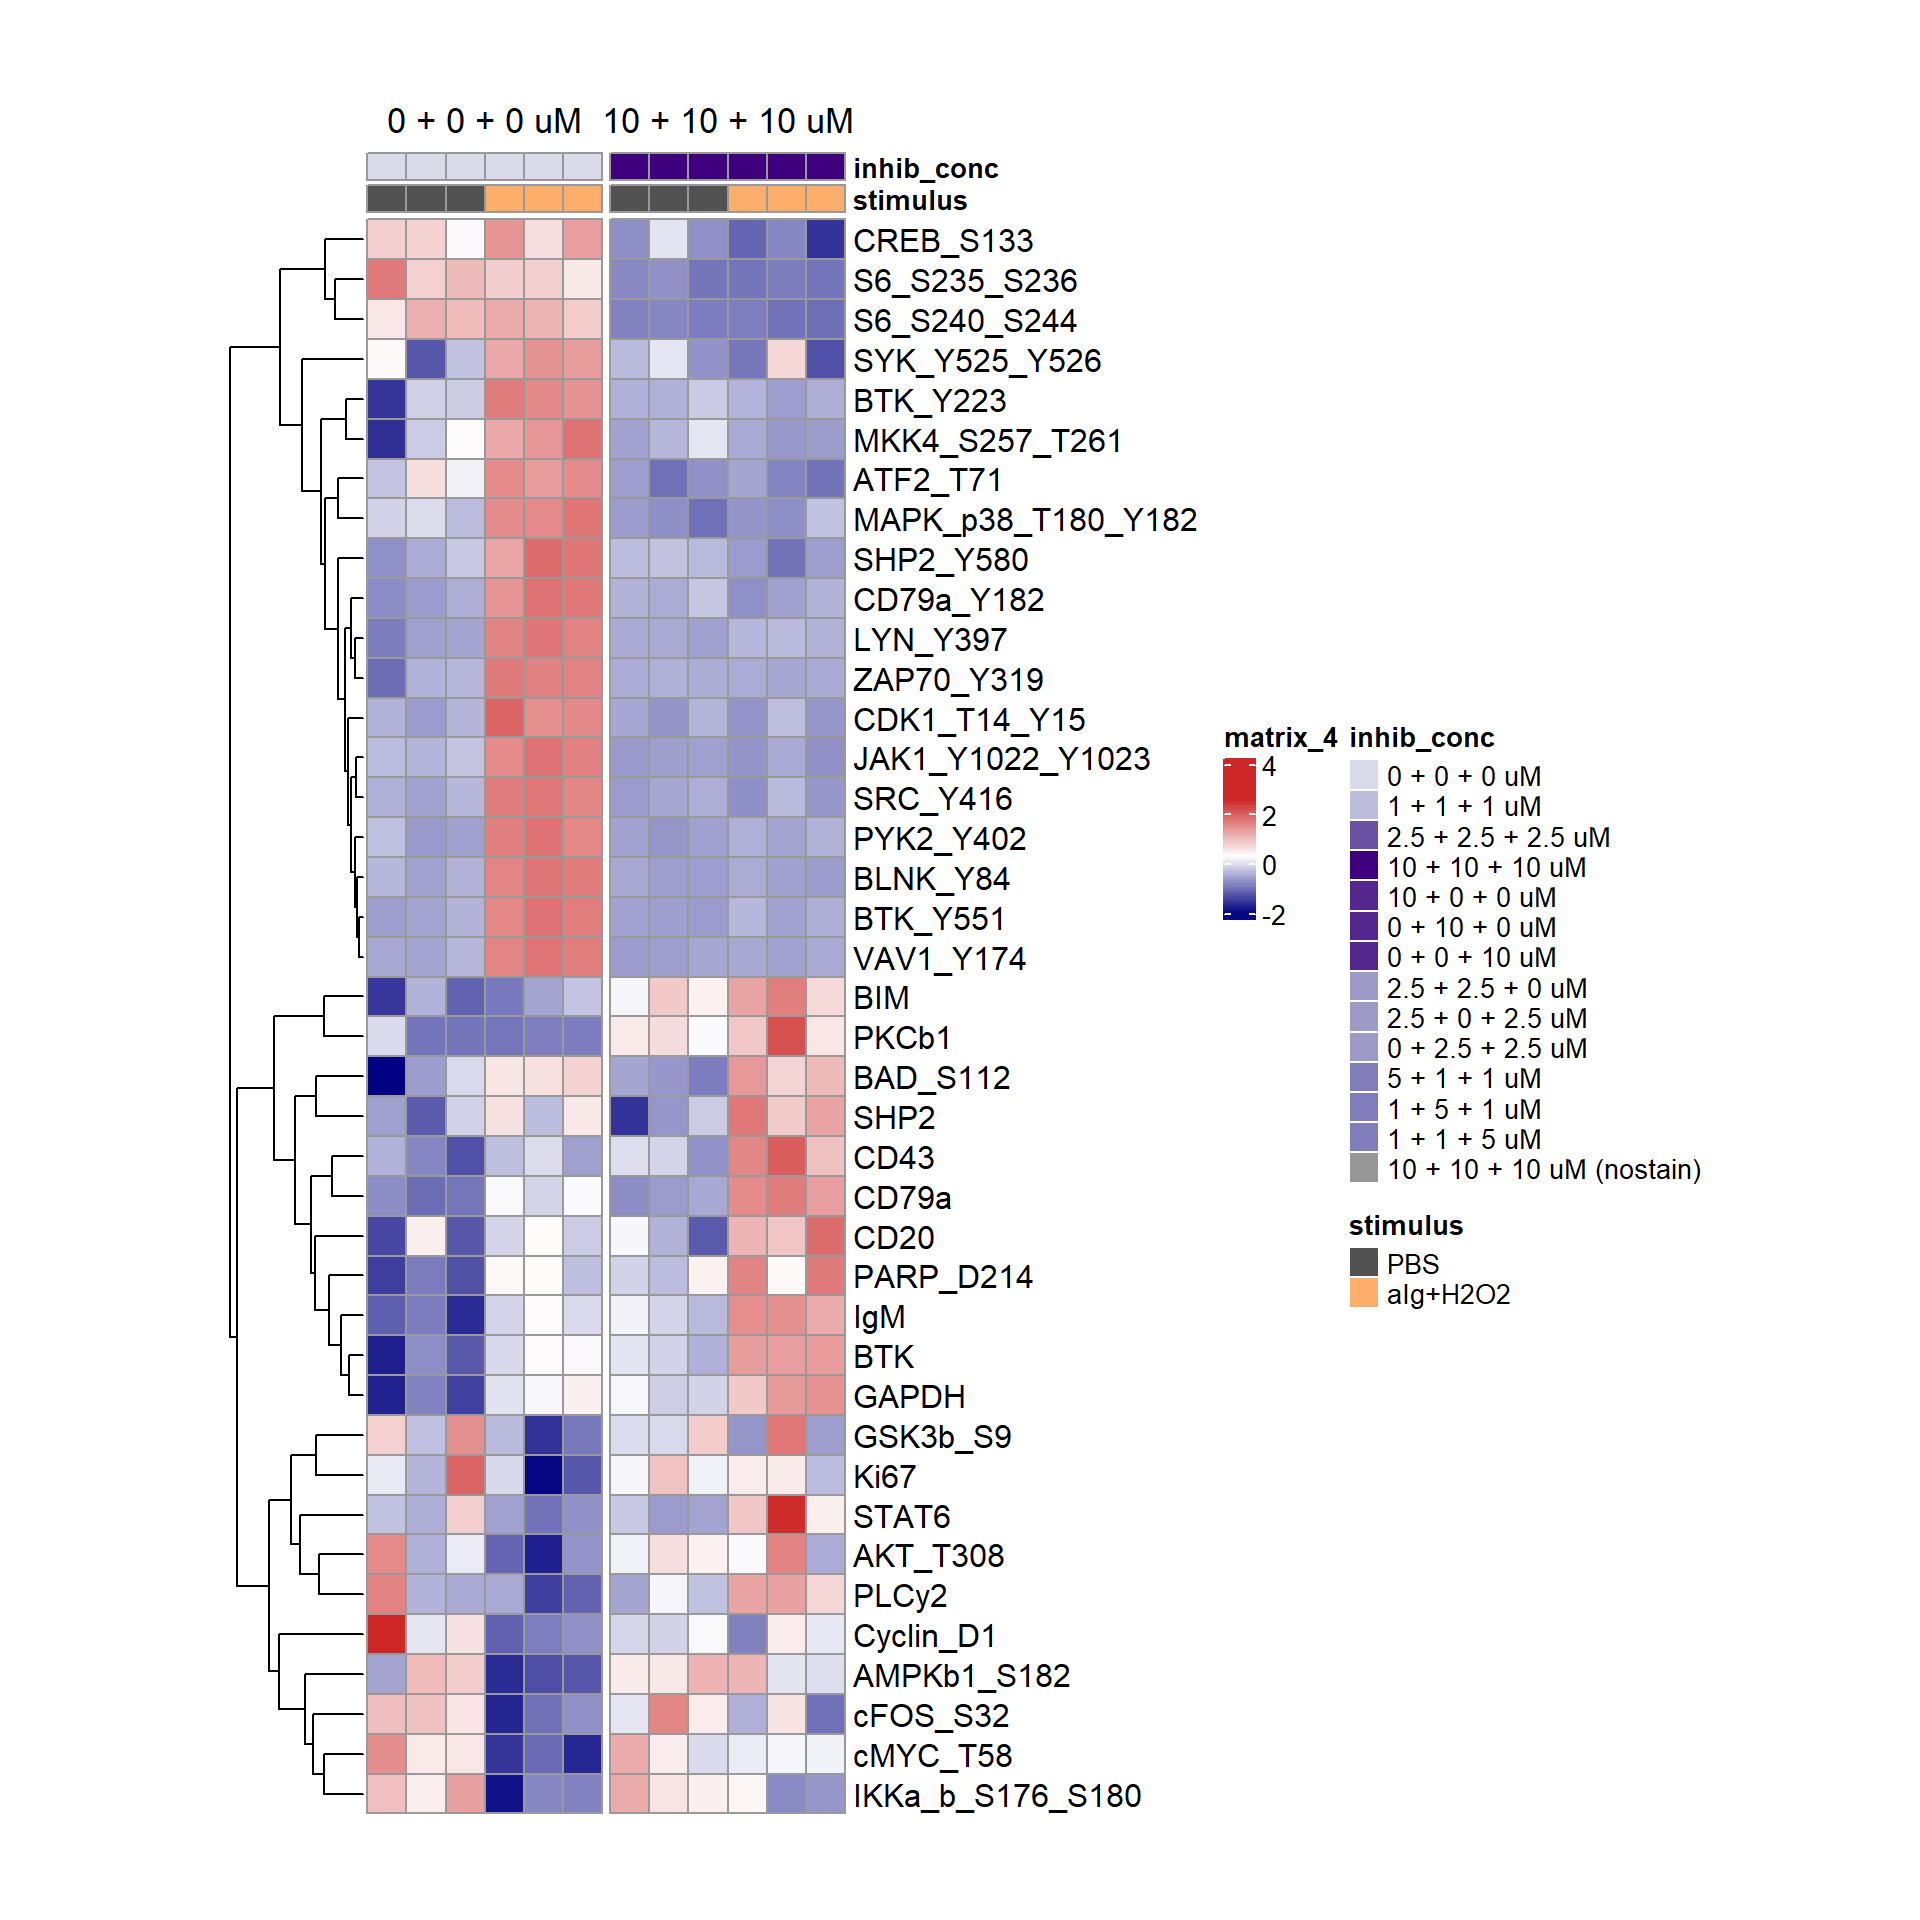 0 + 0 + 0 uM 10 + 10 + 10 uM
inhib_conc
stimulus
CREB_S133
S6_S235_S236
S6_S240_S244
SYK_Y525_Y526
BTK_Y223
MKK4_S257_T261
ATF2_T71
MAPK_p38_T180_Y182
SHP2_Y580
CD79a_Y182
LYN_Y397
ZAP70_Y319
CDK1_T14_Y15
JAK1_Y1022_Y1023
SRC_Y416
PYK2_Y402
BLNK_Y84
BTK_Y551
VAV1_Y174
BIM
PKCb1
BAD_S112
SHP2
CD43
CD79a
CD20
PARP_D214
IgM
BTK
GAPDH
GSK3b_S9
Ki67
STAT6
AKT_T308
PLCy2
Cyclin_D1
AMPKb1_S182
cFOS_S32
cMYC_T58
IKKa_b_S176_S180
matrix_4
4
2
0
-2
inhib_conc
0 + 0 + 0 uM
1 + 1 + 1 uM
2.5 + 2.5 + 2.5 uM
10 + 10 + 10 uM
10 + 0 + 0 uM
0 + 10 + 0 uM
0 + 0 + 10 uM
2.5 + 2.5 + 0 uM
2.5 + 0 + 2.5 uM
0 + 2.5 + 2.5 uM
5 + 1 + 1 uM
1 + 5 + 1 uM
1 + 1 + 5 uM
10 + 10 + 10 uM (nostain)
stimulus
PBS
aIg+H2O2